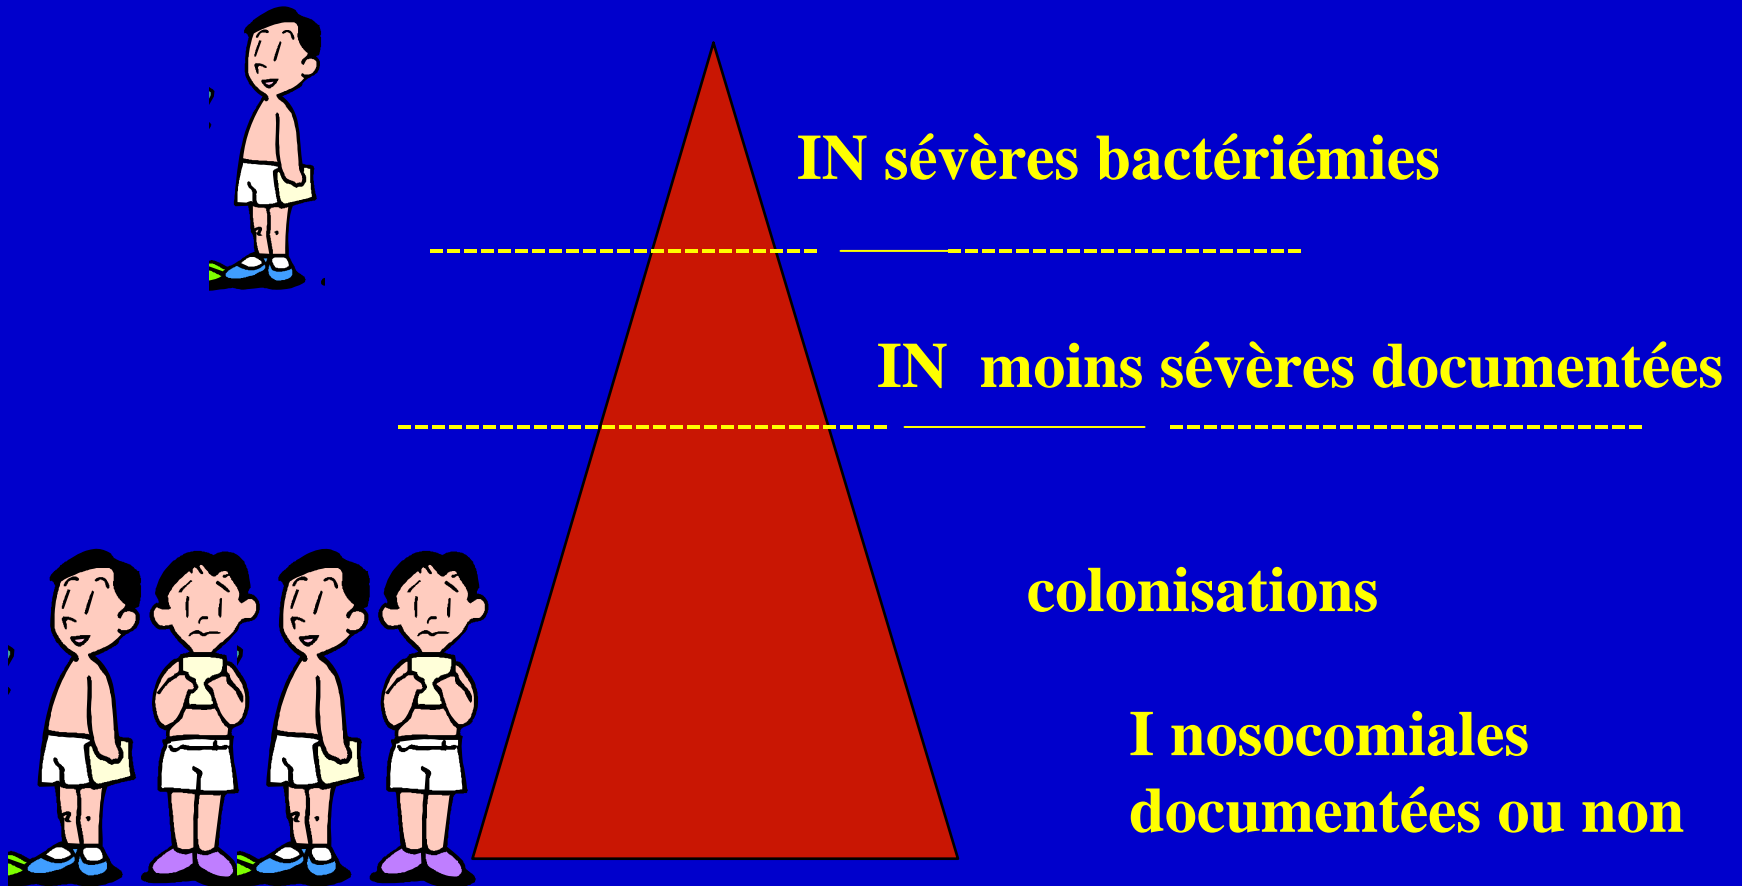 IN sévères bactériémies
IN moins sévères documentées
colonisations
I nosocomiales
documentées ou non